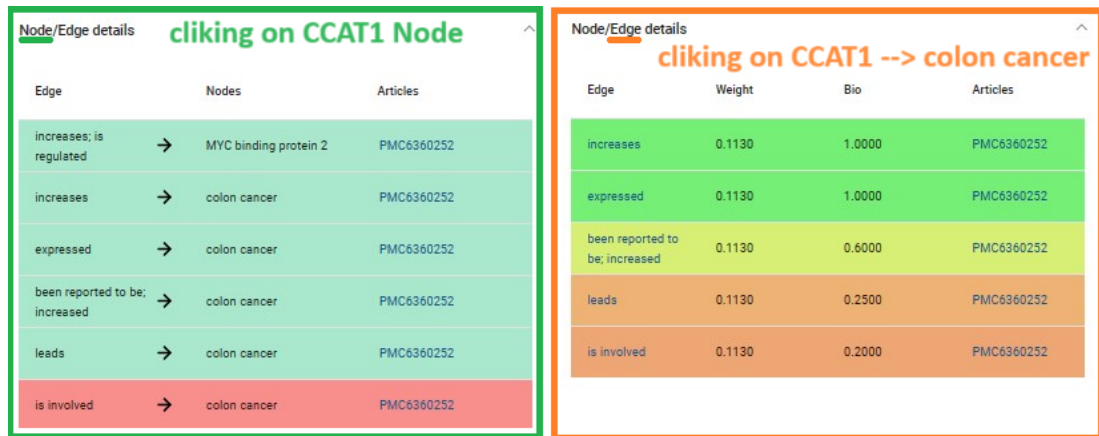 Node/Edge details
cliking on CCAT1 Node
Edge Nodes Articles
increases; is
regulated → MYC binding protein 2 PMC6360252
increases → colon cancer PMC6360252
expressed → colon cancer PMC6360252
been reported to be;
increased → colon cancer PMC6360252
leads → colon cancer PMC6360252
is involved → colon cancer PMC6360252
Node/Edge details
cliking on CCAT1 --> colon cancer
Edge Weight Bio Articles
increases 0.1130 1.0000 PMC6360252
expressed 0.1130 1.0000 PMC6360252
been reported to
be; increased 0.1130 0.6000 PMC6360252
leads 0.1130 0.2500 PMC6360252
is involved 0.1130 0.2000 PMC6360252